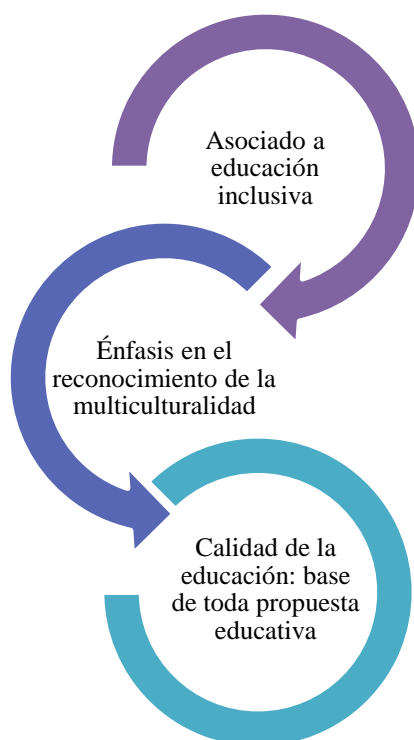 Asociado a
educación
inclusiva
Énfasis en el
reconocimiento de la
multiculturalidad
Calidad de la
educación: base
de toda propuesta
educativa